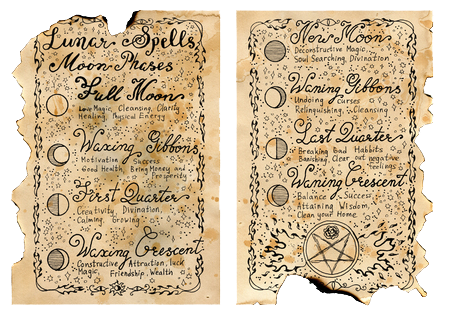 Lunar Spells
Moon Phases
Full Moon
Love Magic, Cleansing, Clarity
Healing, Physical Energy
Waxing Gibbons
Motivation Success
Good Health Bring Money and
Prosperity
First Quarter
Creativity Divination,
Calming, Growing
Waxing Crescent
Constructive Attraction, luck
Magic, Friendship, Wealth
New Moon
Deconstructive Magic,
Soul Searching, Divination
Waning Gibbons
Undoing Curses
Relinguishing, Cleansing
Last Quarter
Breaking Bad Habbits
Banishing, Clear out negative
feelings
Waning Crescent
Balance Success
Attaining Wisdom,
Clean your Home